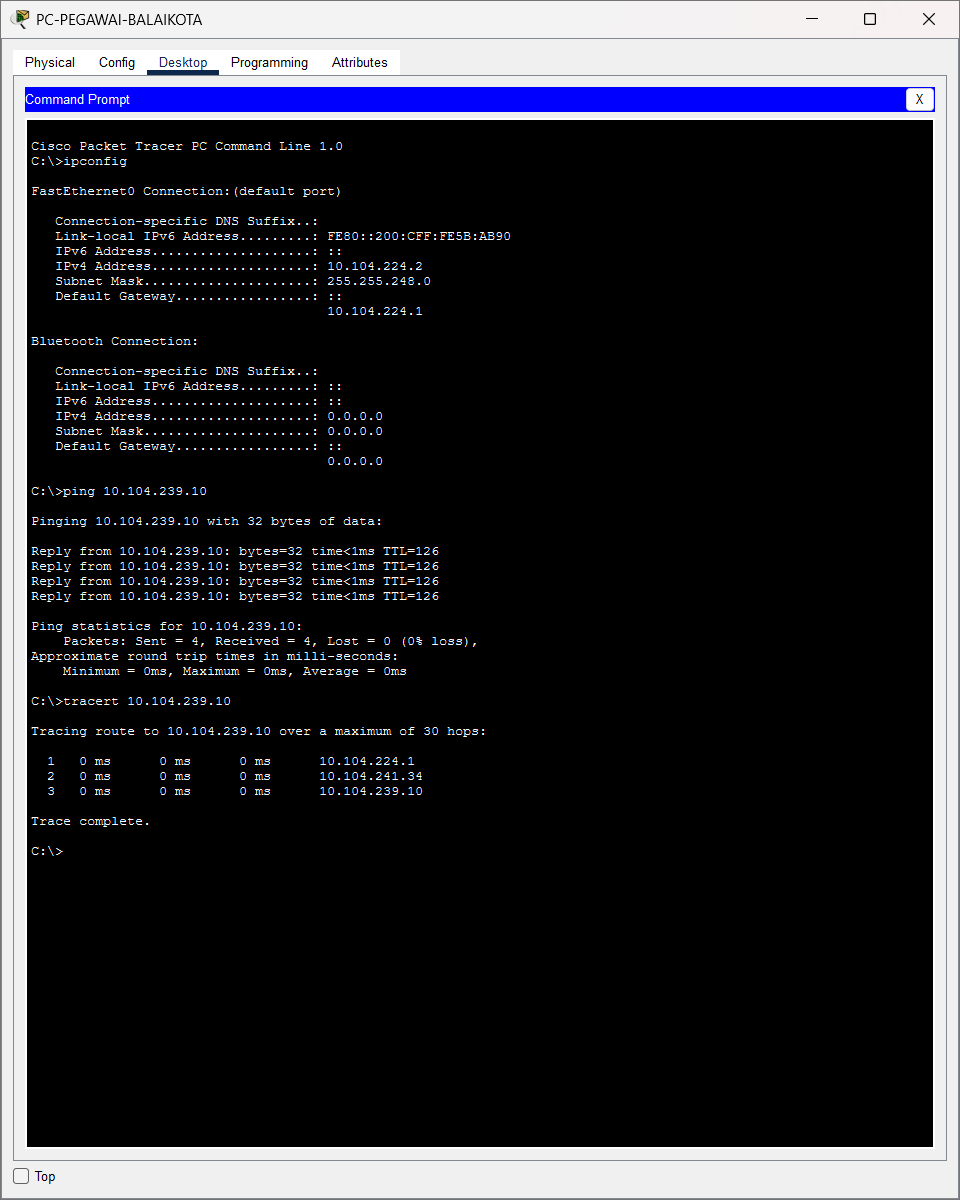 PC-PEGAWAI-BALAIKOTA
Physical Config Desktop Programming Attributes
Command Prompt X
Cisco Packet Tracer PC Command Line 1.0
C:\>ipconfig
FastEthernet0 Connection:(default port)
Connection-specific DNS Suffix..:
Link-local IPv6 Address.........: FE80::200:CFF:FE5B:AB90
IPv6 Address....................: ::
IPv4 Address....................: 10.104.224.2
Subnet Mask.....................: 255.255.248.0
Default Gateway.................: ::
10.104.224.1
Bluetooth Connection:
Connection-specific DNS Suffix..:
Link-local IPv6 Address.........: ::
IPv6 Address....................: ::
IPv4 Address....................: 0.0.0.0
Subnet Mask.....................: 0.0.0.0
Default Gateway.................: ::
0.0.0.0
C:\>ping 10.104.239.10
Pinging 10.104.239.10 with 32 bytes of data:
Reply from 10.104.239.10: bytes=32 time<1ms TTL=126
Reply from 10.104.239.10: bytes=32 time<1ms TTL=126
Reply from 10.104.239.10: bytes=32 time<1ms TTL=126
Reply from 10.104.239.10: bytes=32 time<1ms TTL=126
Ping statistics for 10.104.239.10:
Packets: Sent = 4, Received = 4, Lost = 0 (0% loss),
Approximate round trip times in milli-seconds:
Minimum = 0ms, Maximum = 0ms, Average = 0ms
C:\>tracert 10.104.239.10
Tracing route to 10.104.239.10 over a maximum of 30 hops:
1 0 ms 0 ms 0 ms 10.104.224.1
2 0 ms 0 ms 0 ms 10.104.241.34
3 0 ms 0 ms 0 ms 10.104.239.10
Trace complete.
C:\>
Top